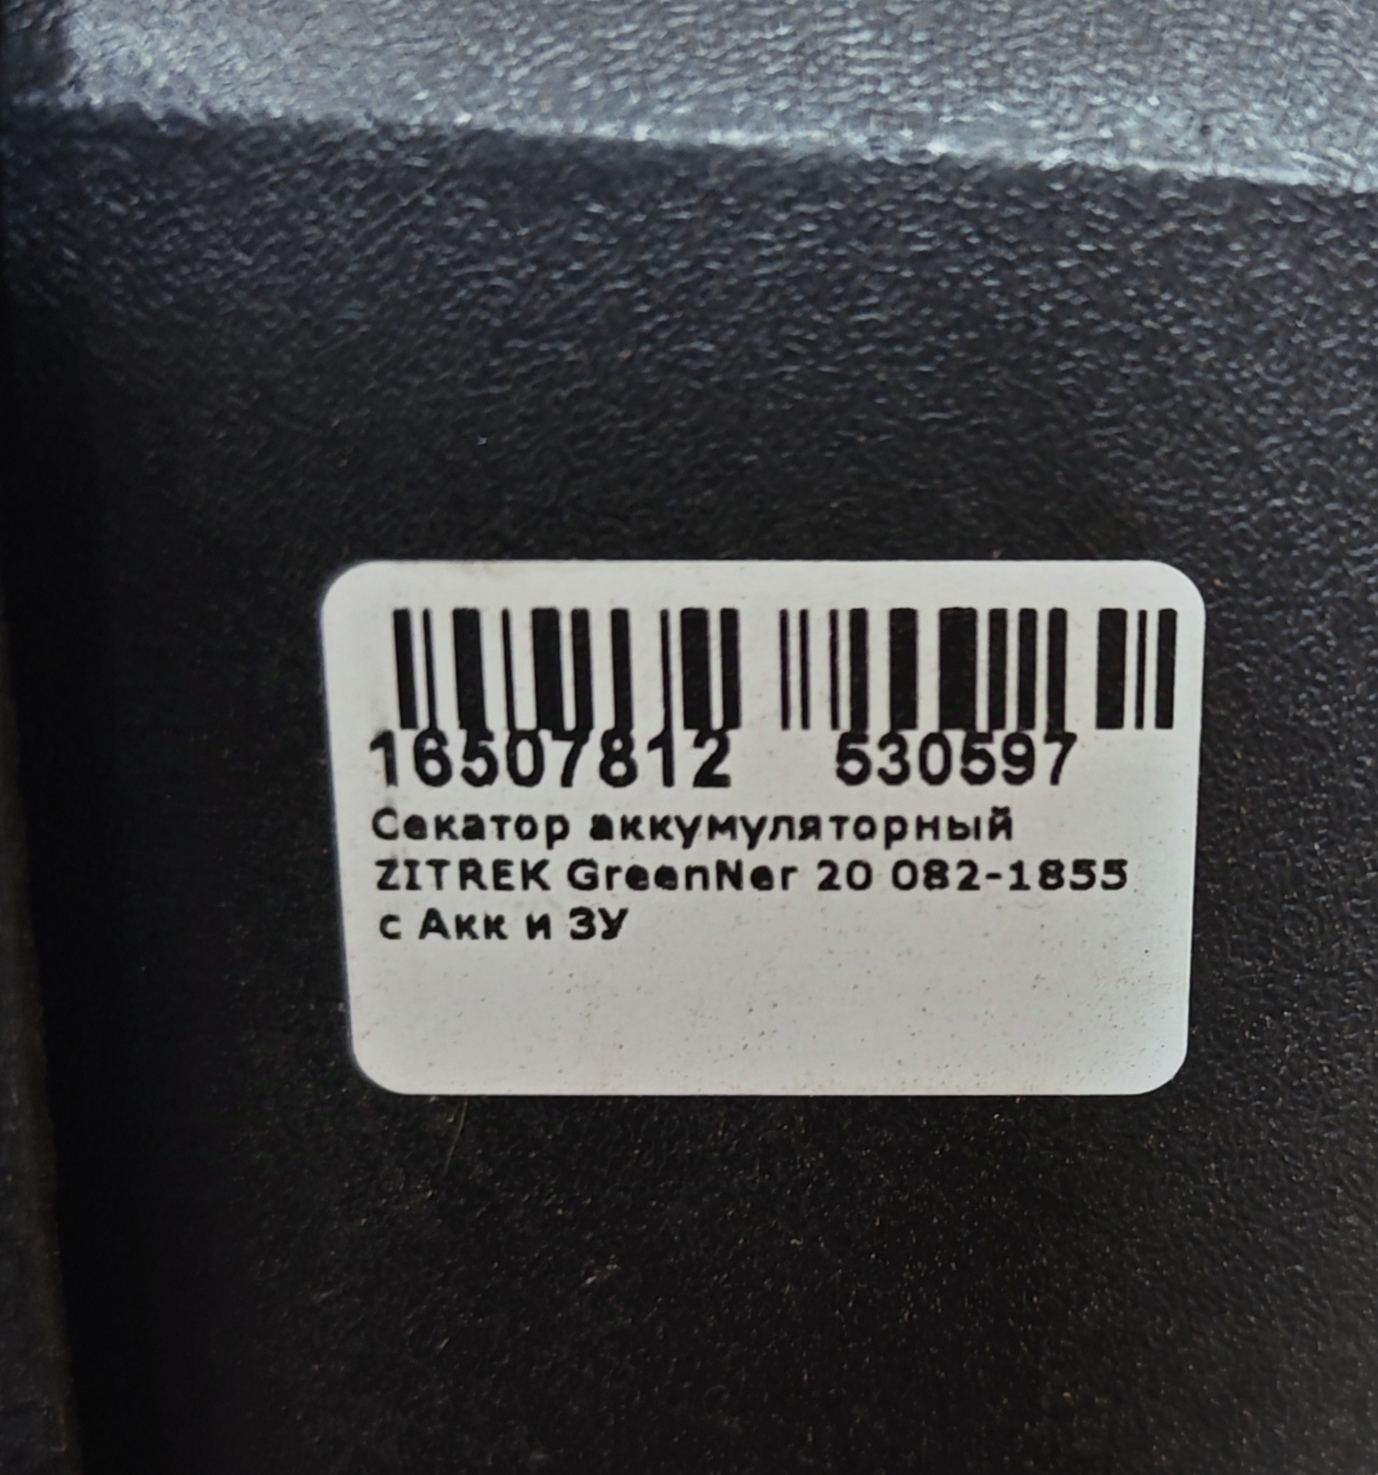 16507812 530597
Секатор аккумуляторный
ZITREK GreenNer 20 082-1855
с Акк и ЗУ